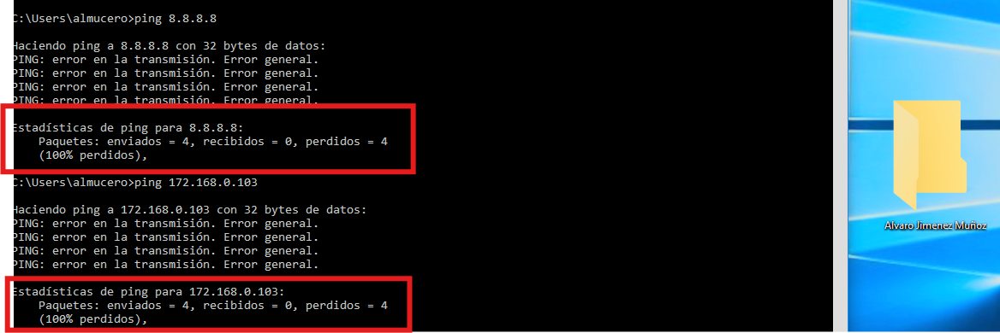 C:\Users\almucero>ping 8.8.8.8
Haciendo ping a 8.8.8.8 con 32 bytes de datos:
PING: error en la transmisión. Error general.
PING: error en la transmisión. Error general.
PING: error en la transmisión. Error general.
PING: error en la transmisión. Error general.
Estadísticas de ping para 8.8.8.8:
Paquetes: enviados = 4, recibidos = 0, perdidos = 4
(100% perdidos),
C:\Users\almucero>ping 172.168.0.103
Haciendo ping a 172.168.0.103 con 32 bytes de datos:
PING: error en la transmisión. Error general.
PING: error en la transmisión. Error general.
PING: error en la transmisión. Error general.
PING: error en la transmisión. Error general.
Estadísticas de ping para 172.168.0.103:
Paquetes: enviados = 4, recibidos = 0, perdidos = 4
(100% perdidos),
Alvaro Jimenez Muñoz